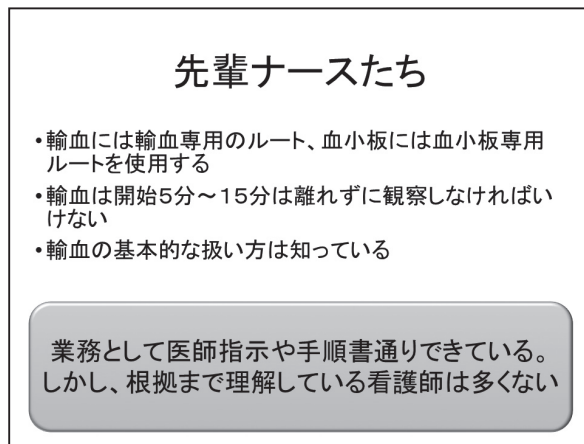 先輩ナースたち
•輸血には輸血専用のルート、血小板には血小板専用
ルートを使用する
•輸血は開始5分～15分は離れずに観察しなければい
けない
•輸血の基本的な扱い方は知っている
業務として医師指示や手順書通りできている。
しかし、根拠まで理解している看護師は多くない